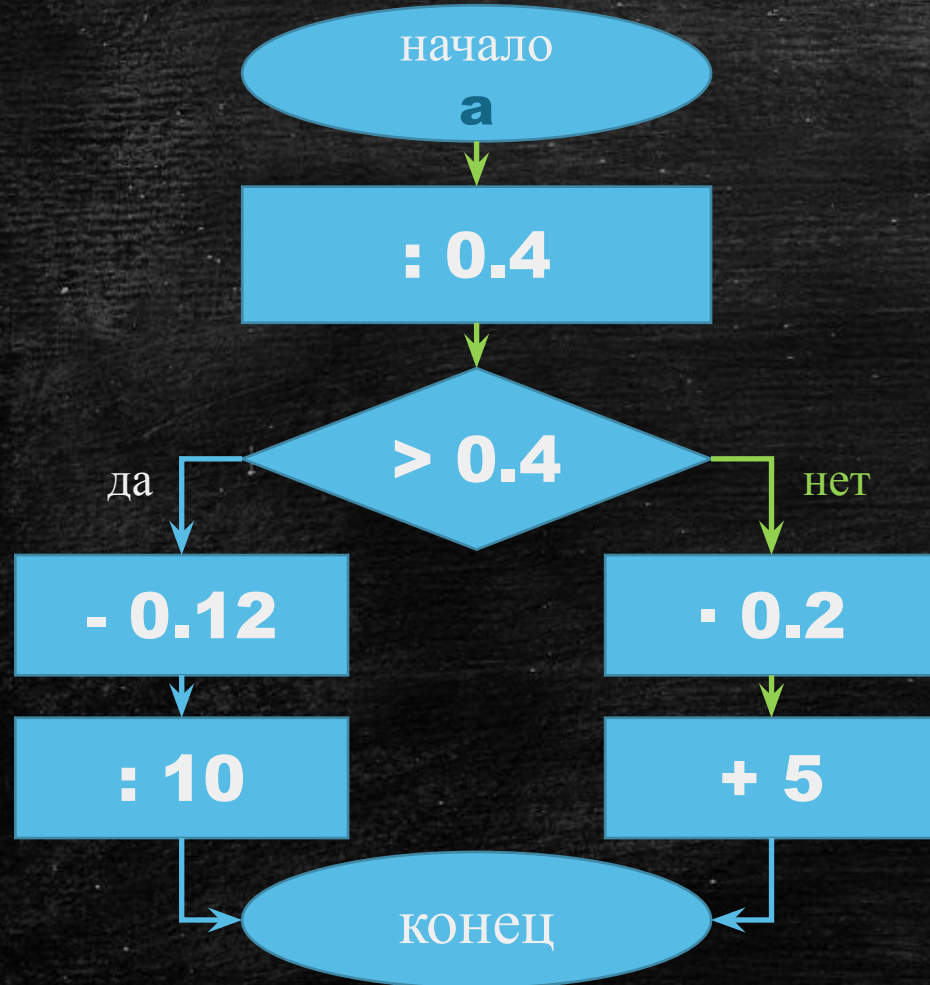 начало
a
: 0.4
> 0.4
да
нет
- 0.12
· 0.2
: 10
+ 5
конец